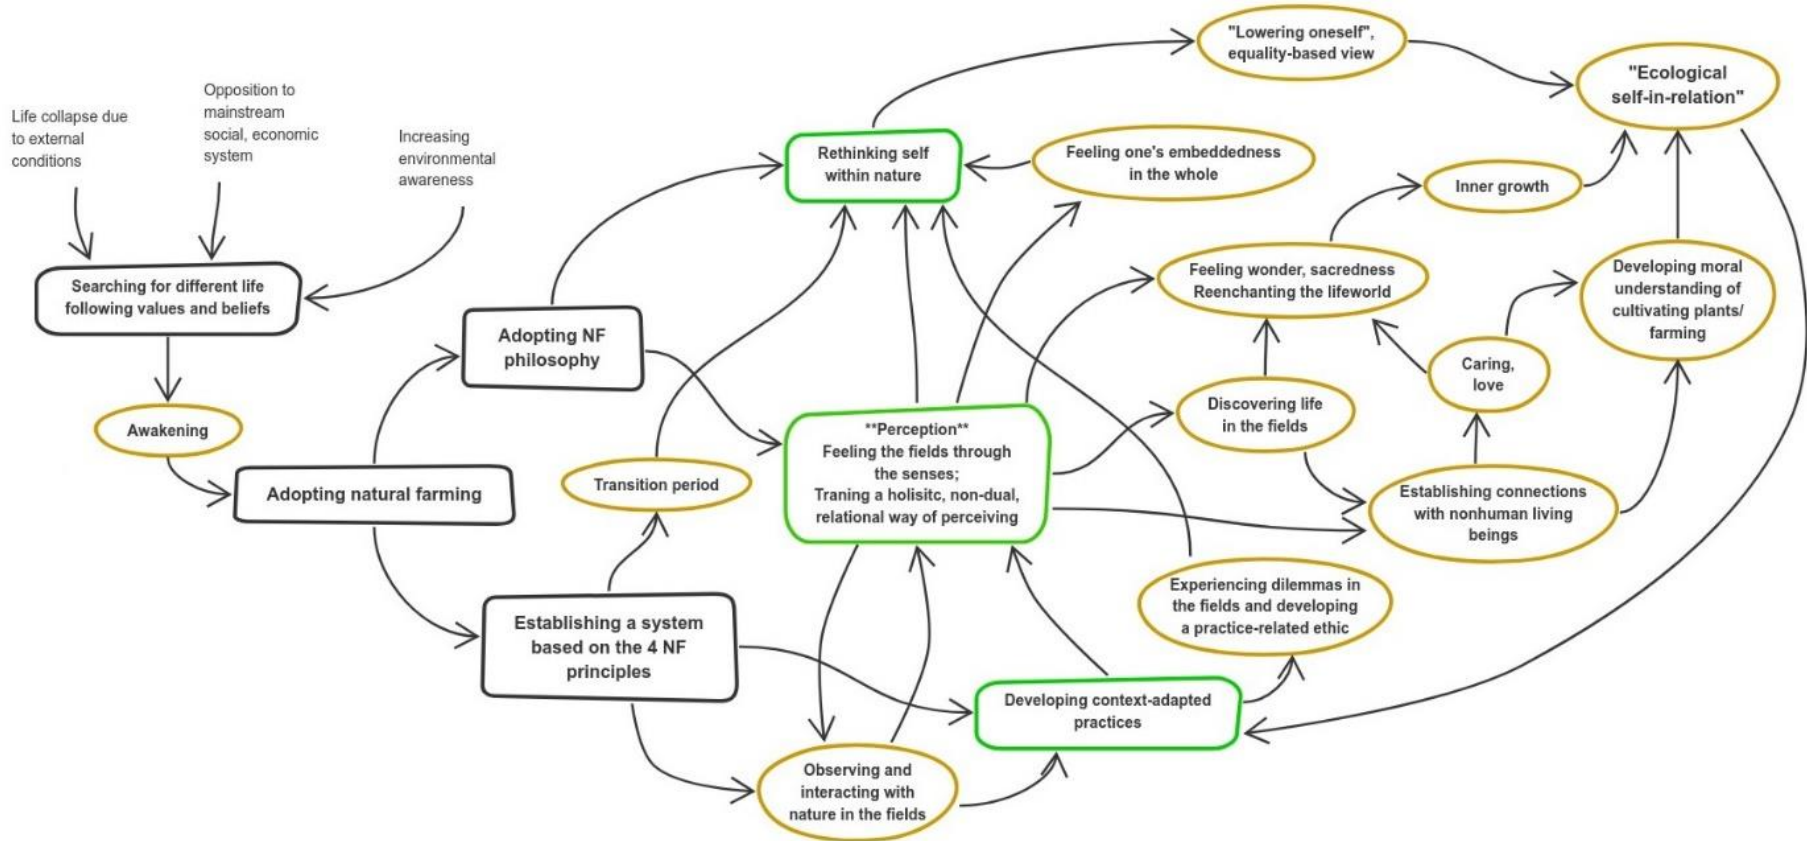 "Lowering oneself",
equality-based view
"Ecological
self-in-relation"
Opposition to
mainstream
social, economic
system
Life collapse due
to external
conditions
Increasing
environmental
awareness
Rethinking self
within nature
Feeling one's embeddedness
in the whole
Inner growth
Searching for different life
following values and beliefs
Feeling wonder, sacredness
Reenchanting the lifeworld
Developing moral
understanding of
cultivating plants/
farming
Adopting NF
philosophy
Caring,
love
Awakening
Discovering life
in the fields
**Perception**
Feeling the fields through
the senses;
Traning a holisitc, non-dual,
relational way of perceiving
Adopting natural farming
Transition period
Establishing connections
with nonhuman living
beings
Experiencing dilemmas in
the fields and developing
a practice-related ethic
Establishing a system
based on the 4 NF
principles
Developing context-adapted
practices
Observing and
interacting with
nature in the fields